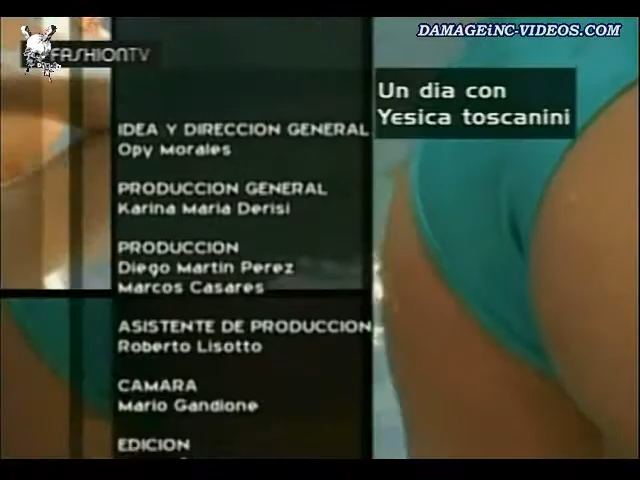 DAMAGEiNC-VIDEOS.COM
FASHIONTV
Un dia con
Yesica toscanini
IDEA Y DIRECCION GENERAL
Opy Morales
PRODUCCION GENERAL
Karina Maria Derisi
PRODUCCION
Diego Martin Perez
Marcos Casares
ASISTENTE DE PRODUCCION
Roberto Lisotto
CAMARA
Mario Gandione
EDICION